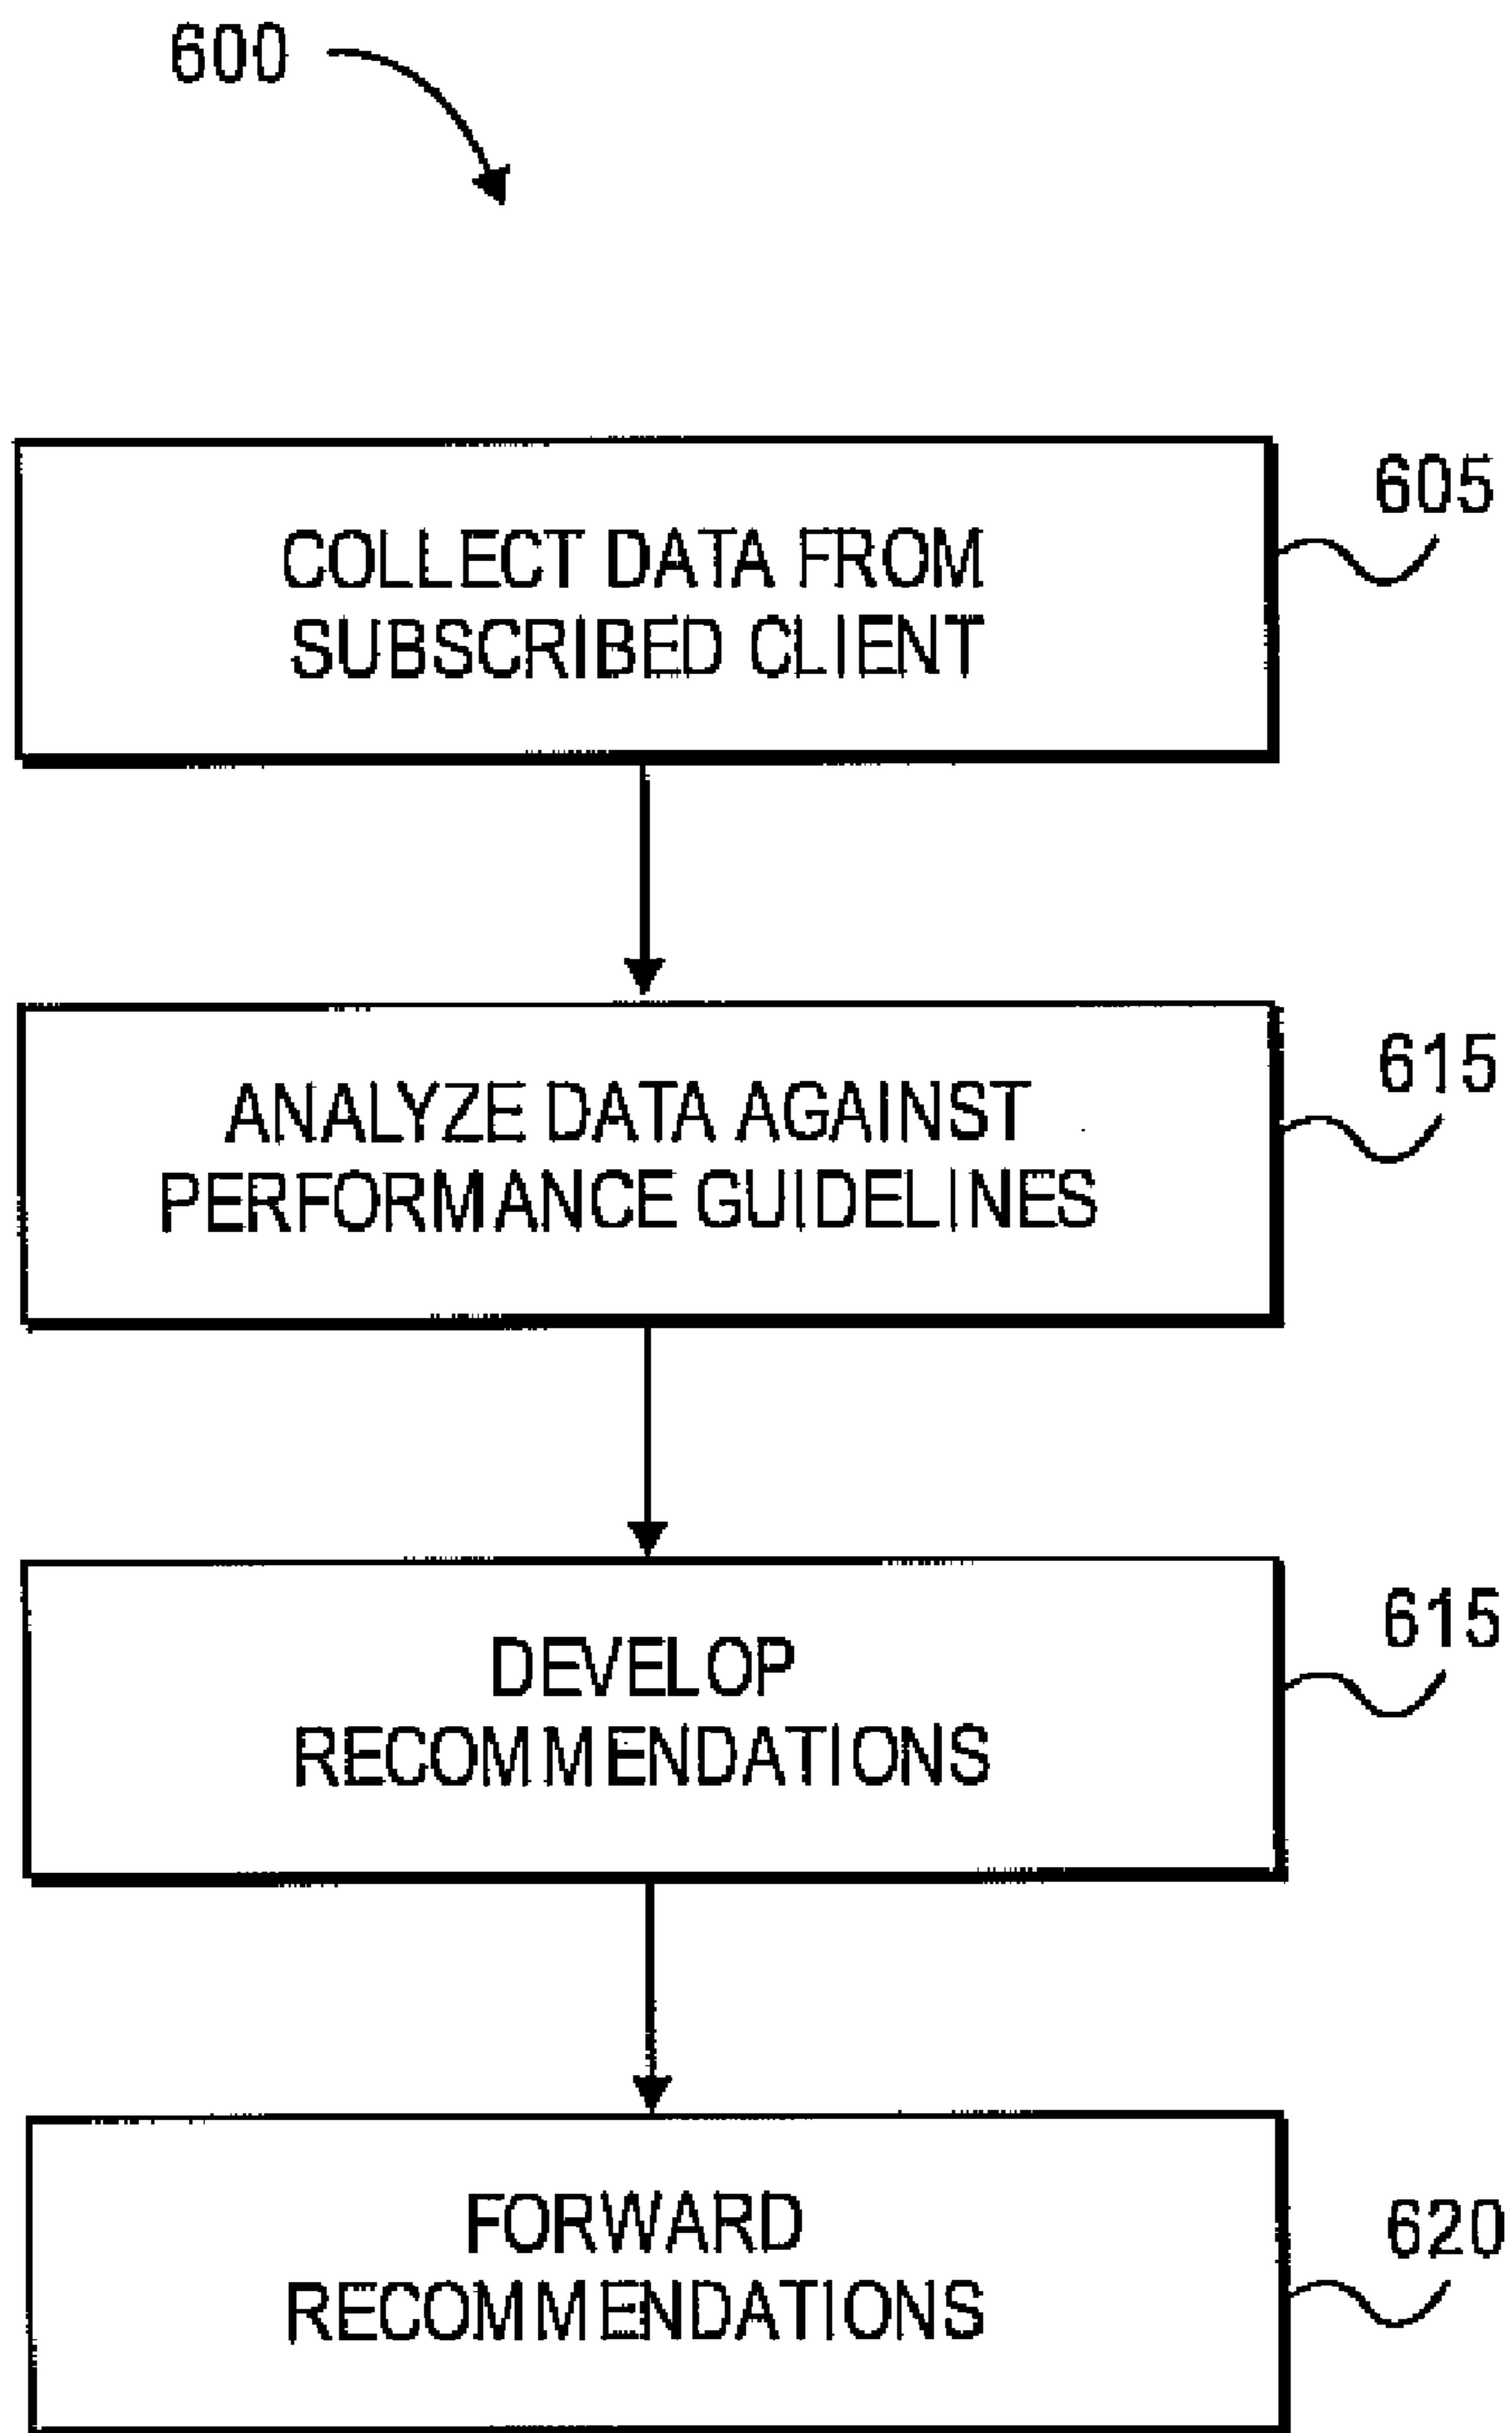 600
COLLECT DATA FROM
SUBSCRIBED CLIENT
605
ANALYZE DATA AGAINST
PERFORMANCE GUIDELINES
615
DEVELOP
RECOMMENDATIONS
615
FORWARD
RECOMMENDATIONS
620